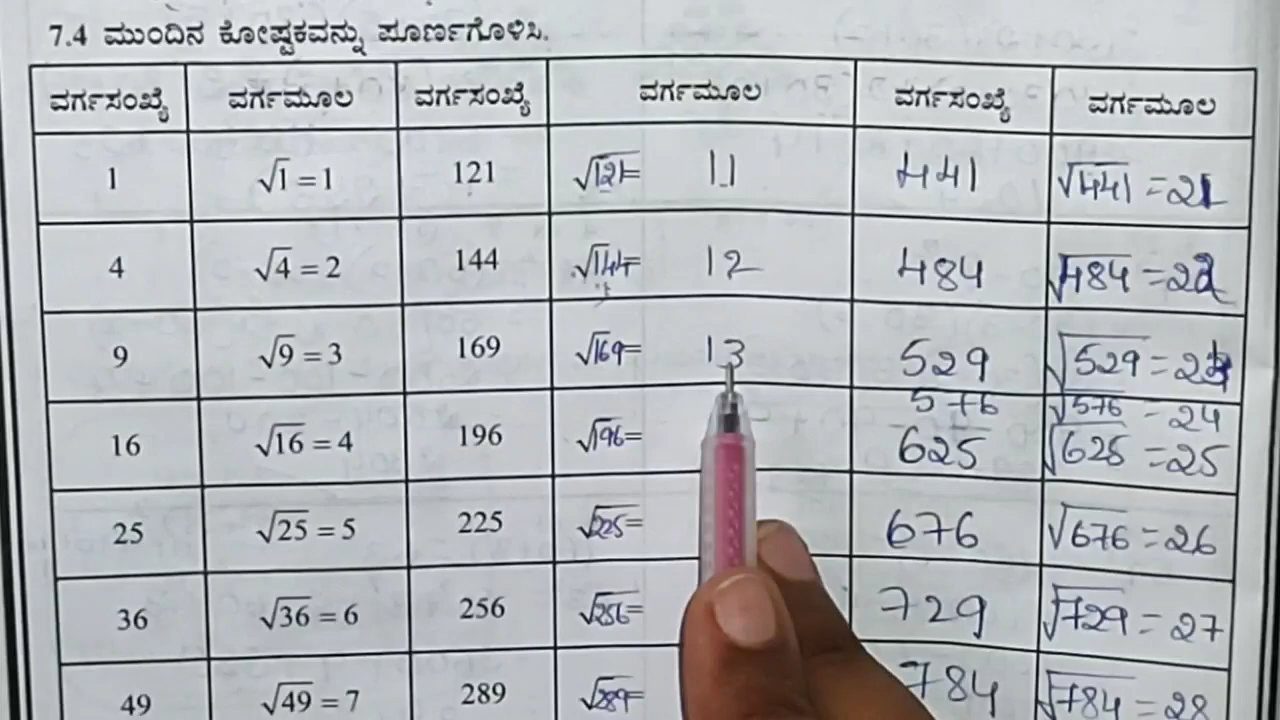 7.4 ಮುಂದಿನ ಕೋಷ್ಟಕವನ್ನು ಪೂರ್ಣಗೊಳಿಸಿ.
ವರ್ಗಸಂಖ್ಯೆ ವರ್ಗಮೂಲ ವರ್ಗಸಂಖ್ಯೆ ವರ್ಗಮೂಲ ವರ್ಗಸಂಖ್ಯೆ ವರ್ಗಮೂಲ
1 √1 = 1 121 √121= 11 441 √441 = 21
4 √4 = 2 144 √144= 12 484 √484 = 22
9 √9 = 3 169 √169= 13 529 √529 = 23
576 √576 = 24
16 √16 = 4 196 √196= 625 √625 = 25
25 √25 = 5 225 √225= 676 √676 = 26
36 √36 = 6 256 √256= 729 √729 = 27
49 √49 = 7 289 √289= 784 √784 = 28